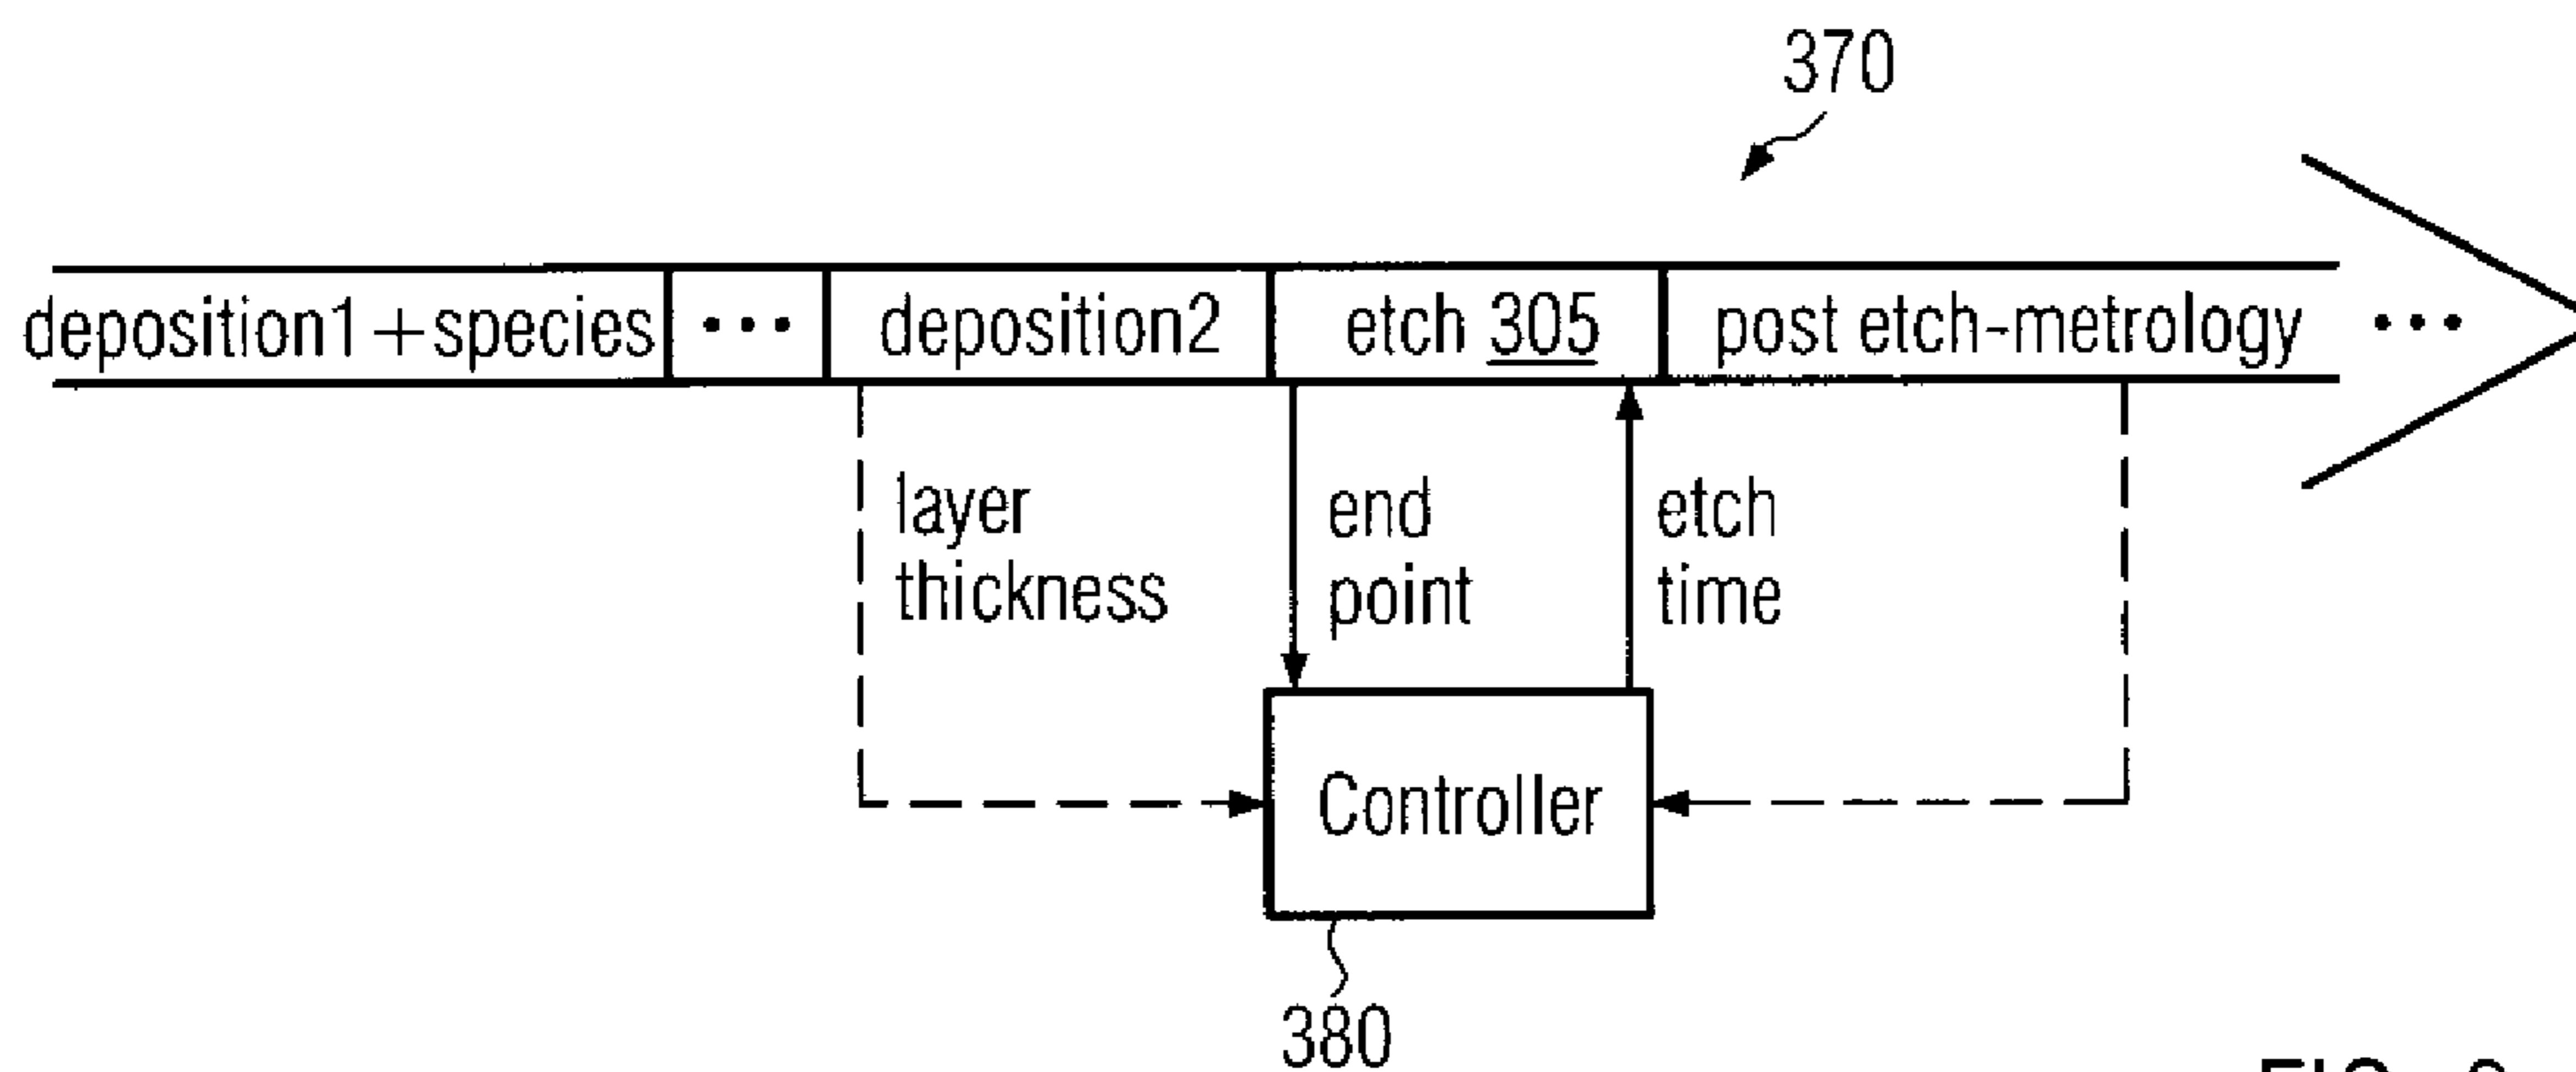 370
deposition1+species ••• deposition2 etch 305 post etch-metrology •••
layer thickness
end point
etch time
Controller
380